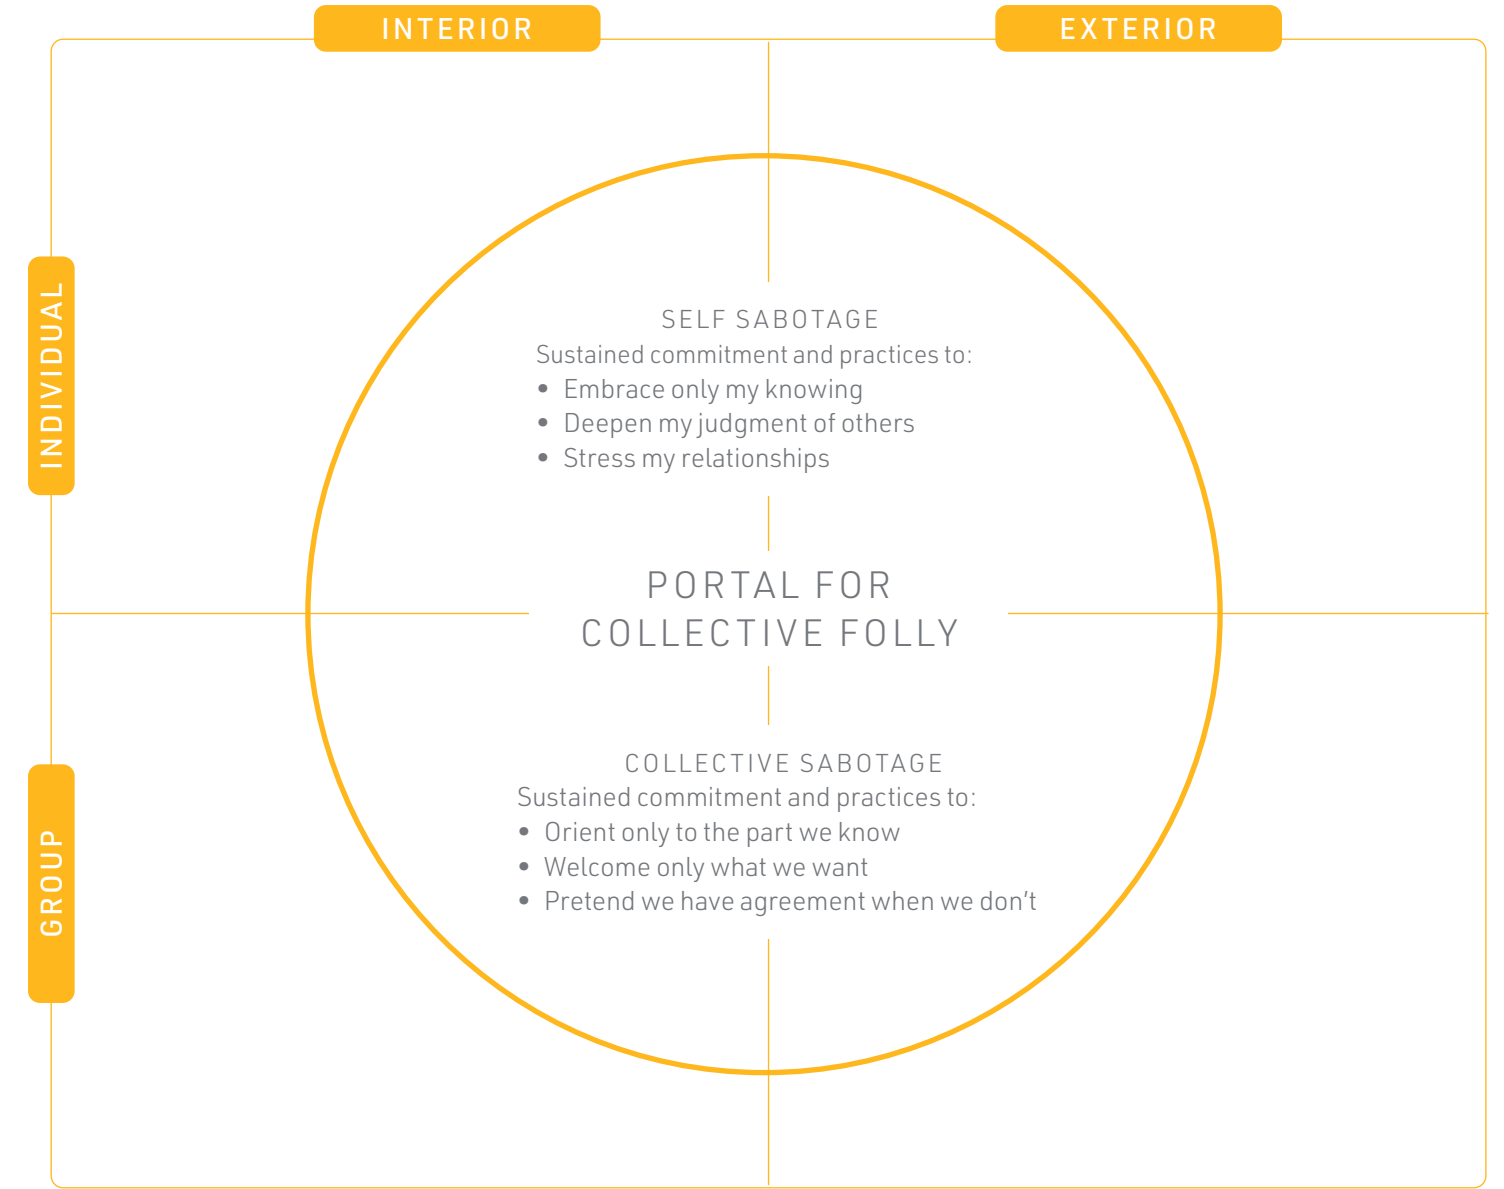 INTERIOR
EXTERIOR
INDIVIDUAL
SELF SABOTAGE
Sustained commitment and practices to:
• Embrace only my knowing
• Deepen my judgment of others
• Stress my relationships
PORTAL FOR
COLLECTIVE FOLLY
GROUP
COLLECTIVE SABOTAGE
Sustained commitment and practices to:
• Orient only to the part we know
• Welcome only what we want
• Pretend we have agreement when we don't